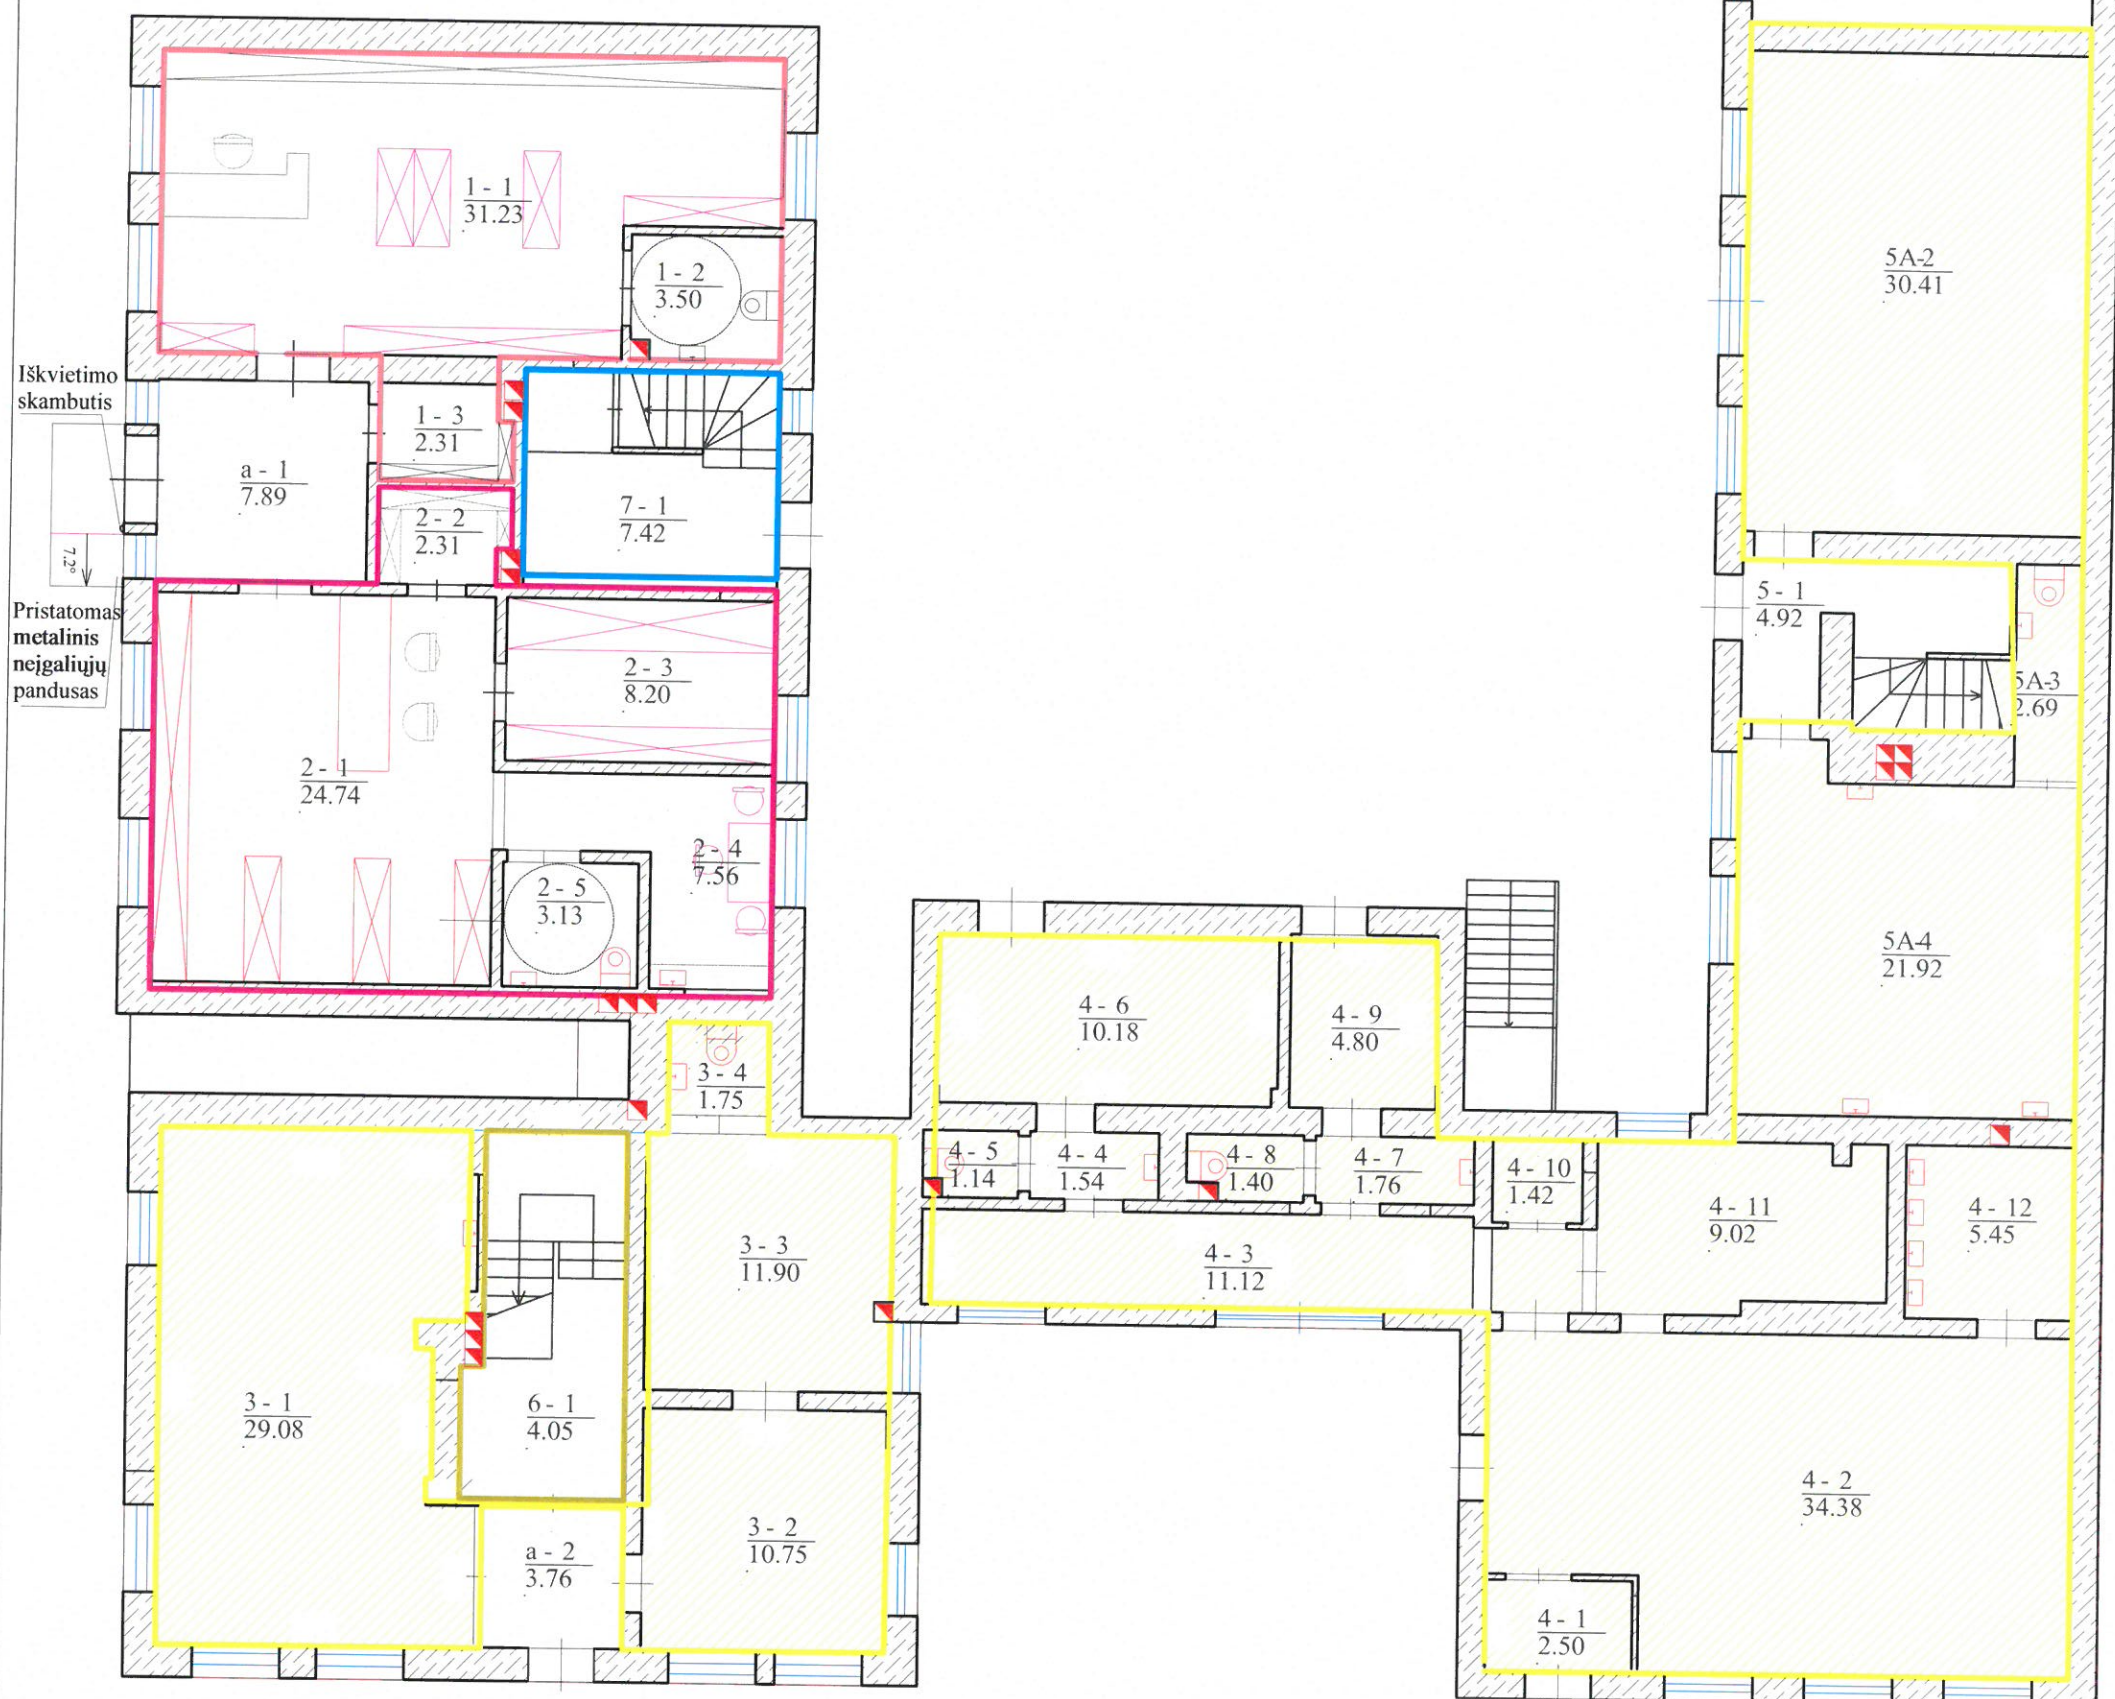 1 - 1
31.23
1 - 2
3.50
Iškvietimo
skambutis
1 - 3
2.31
a - 1
7.89
2 - 2
2.31
7 - 1
7.42
7.2°
Pristatomas
metalinis
neįgaliųjų
pandusas
2 - 3
8.20
2 - 1
24.74
2 - 4
7.56
2 - 5
3.13
5A-2
30.41
5 - 1
4.92
5A-3
2.69
5A-4
21.92
4 - 6
10.18
4 - 9
4.80
3 - 4
1.75
4 - 5
1.14
4 - 4
1.54
4 - 8
1.40
4 - 7
1.76
4 - 10
1.42
4 - 11
9.02
4 - 12
5.45
3 - 3
11.90
4 - 3
11.12
3 - 1
29.08
6 - 1
4.05
4 - 2
34.38
3 - 2
10.75
a - 2
3.76
4 - 1
2.50